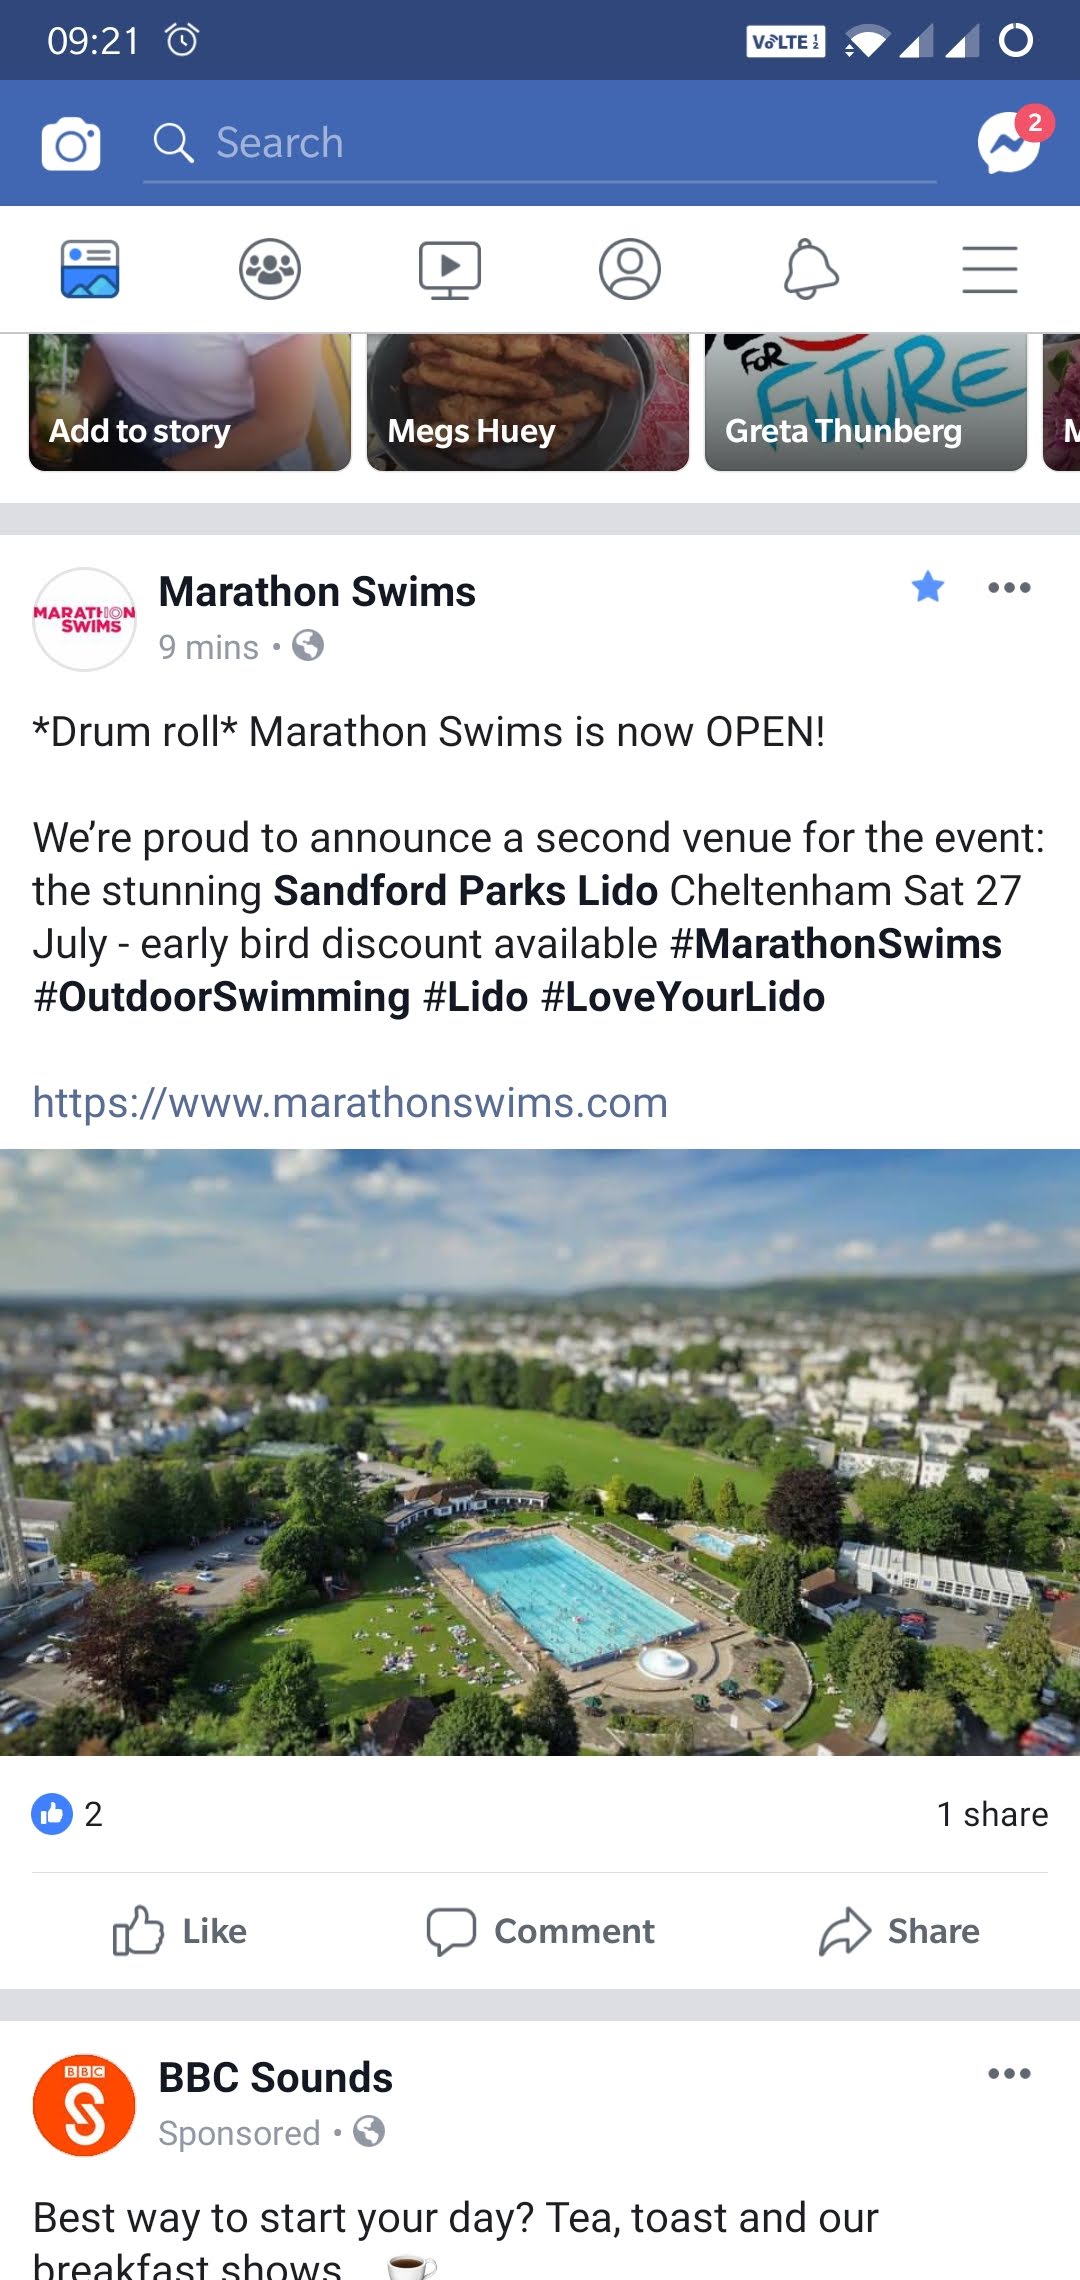 09:21
VoLTE 1 2
Search
2
FOR
FUTURE
Add to story
Megs Huey
Greta Thunberg
MARATHON
SWIMS
Marathon Swims
9 mins •
*Drum roll* Marathon Swims is now OPEN!
We’re proud to announce a second venue for the event:
the stunning Sandford Parks Lido Cheltenham Sat 27
July - early bird discount available #MarathonSwims
#OutdoorSwimming #Lido #LoveYourLido
https://www.marathonswims.com
2
1 share
Like
Comment
Share
BBC
S
BBC Sounds
Sponsored •
Best way to start your day? Tea, toast and our
breakfast shows